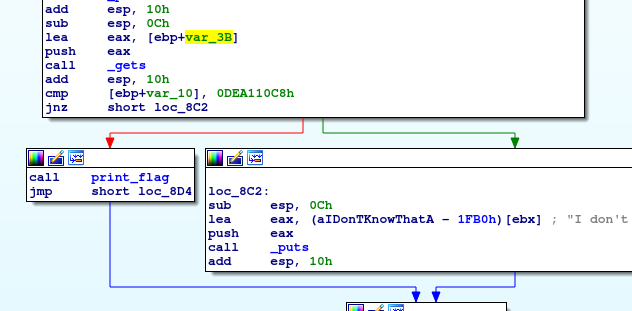 add esp, 10h
sub esp, 0Ch
lea eax, [ebp+var_3B]
push eax
call _gets
add esp, 10h
cmp [ebp+var_10], 0DEA110C8h
jnz short loc_8C2
call print_flag
jmp short loc_8D4
loc_8C2:
sub esp, 0Ch
lea eax, (aIDonTKnowThatA - 1FB0h)[ebx] ; "I don't
push eax
call _puts
add esp, 10h